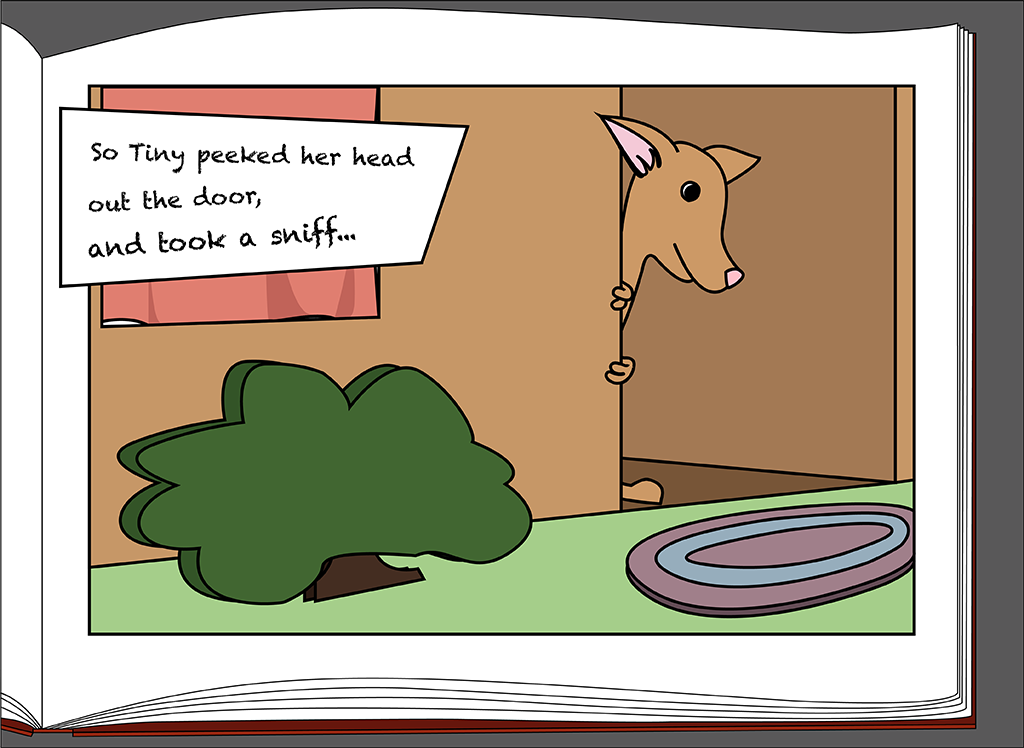 So Tiny peeked her head
out the door,
and took a sniff...